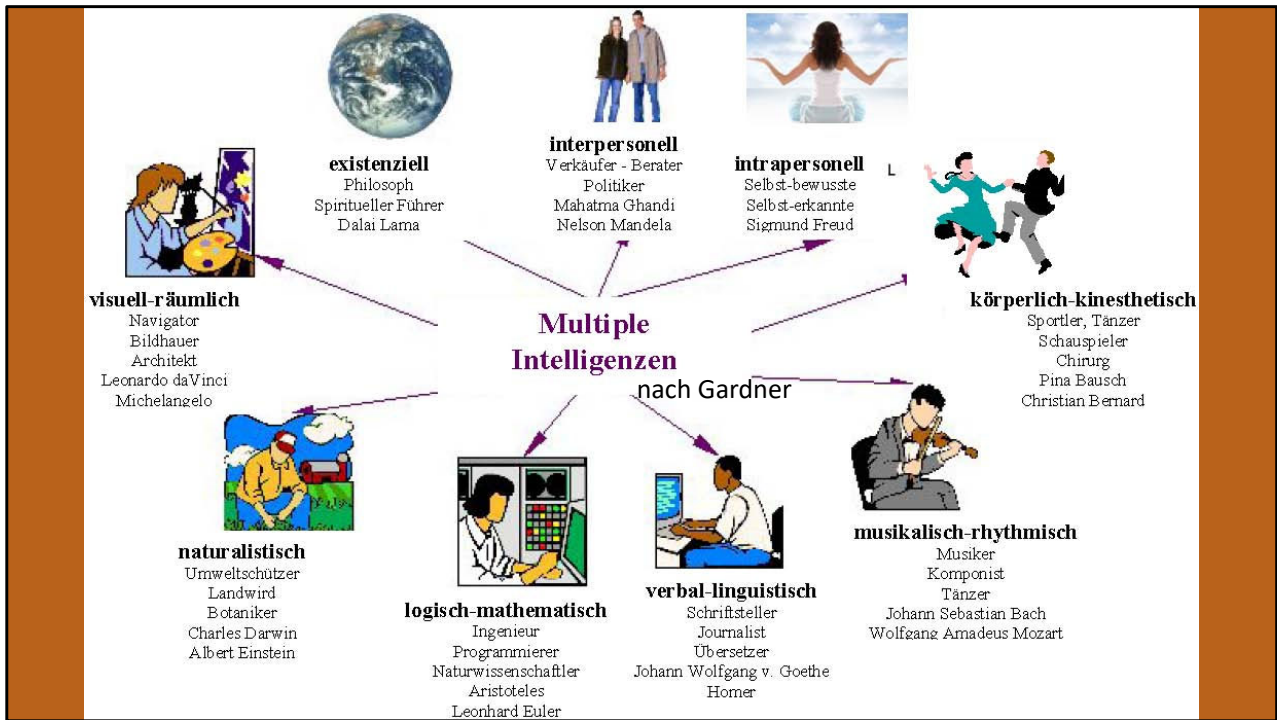 existenziell
Philosoph
Spiritueller Führer
Dalai Lama
interpersonell
Verkäufer - Berater
Politiker
Mahatma Ghandi
Nelson Mandela
intrapersonell
Selbst-bewusste
Selbst-erkannte
Sigmund Freud
L
visuell-räumlich
Navigator
Bildhauer
Architekt
Leonardo daVinci
Michelangelo
Multiple
Intelligenzen
nach Gardner
körperlich-kinesthetisch
Sportler, Tänzer
Schauspieler
Chirurg
Pina Bausch
Christian Bernard
naturalistisch
Umweltschützer
Landwird
Botaniker
Charles Darwin
Albert Einstein
logisch-mathematisch
Ingenieur
Programmierer
Naturwissenschaftler
Aristoteles
Leonhard Euler
verbal-linguistisch
Schriftsteller
Journalist
Übersetzer
Johann Wolfgang v. Goethe
Homer
musikalisch-rhythmisch
Musiker
Komponist
Tänzer
Johann Sebastian Bach
Wolfgang Amadeus Mozart